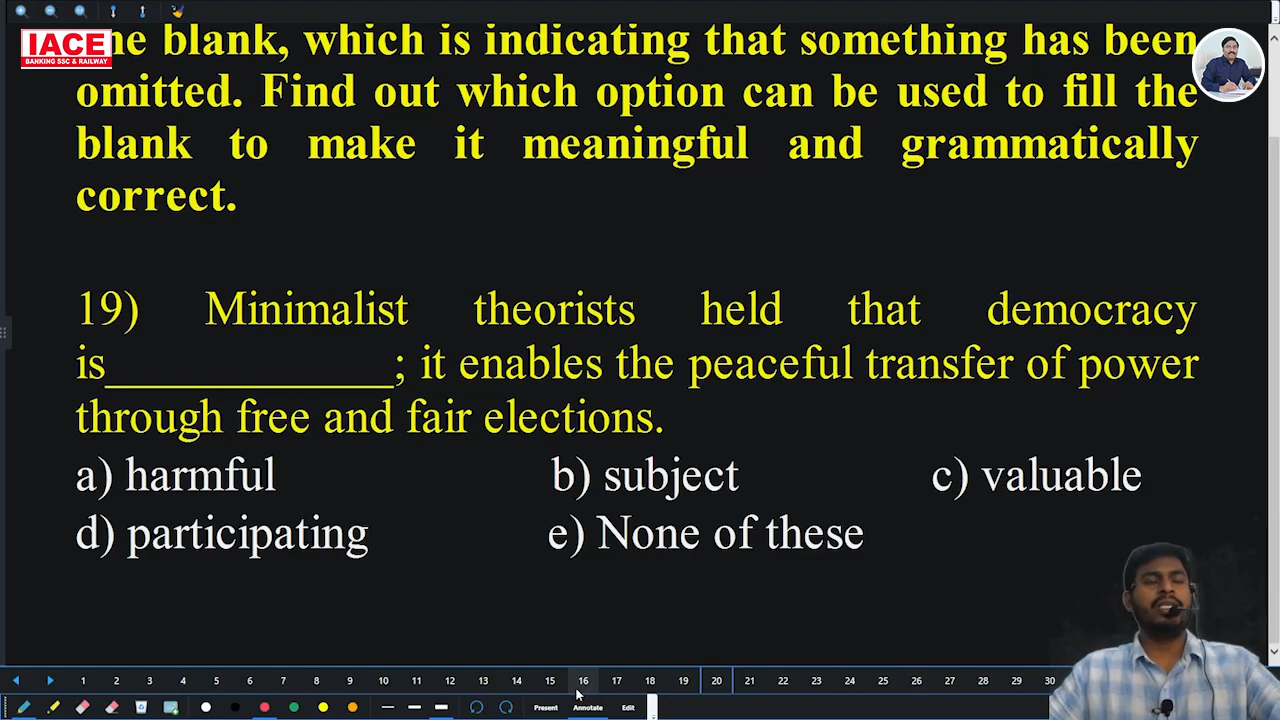 IACE
BANKING SSC & RAILWAY
the blank, which is indicating that something has been
omitted. Find out which option can be used to fill the
blank to make it meaningful and grammatically
correct.
19) Minimalist theorists held that democracy
is_____________; it enables the peaceful transfer of power
through free and fair elections.
a) harmful b) subject c) valuable
d) participating e) None of these
1 2 3 4 5 6 7 8 9 10 11 12 13 14 15 16 17 18 19 20 21 22 23 24 25 26 27 28 29 30
Present Annotate Edit